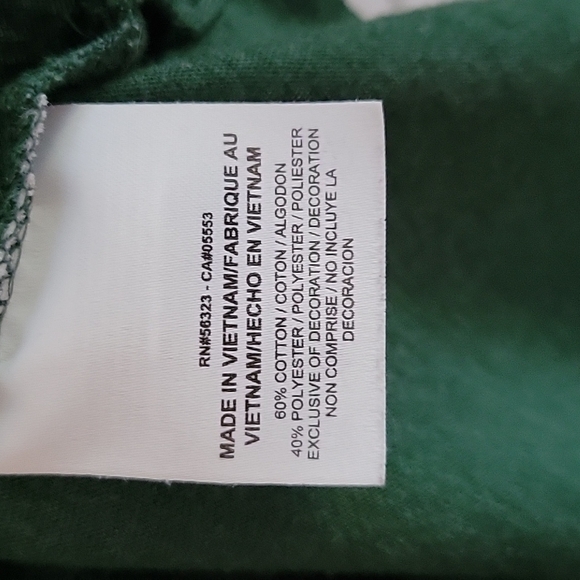 RN#56323 - CA#05553
MADE IN VIETNAM/FABRIQUE AU
VIETNAM/HECHO EN VIETNAM
60% COTTON / COTON / ALGODON
40% POLYESTER / POLYESTER / POLIESTER
EXCLUSIVE OF DECORATION / DECORATION
NON COMPRISE / NO INCLUYE LA
DECORACION